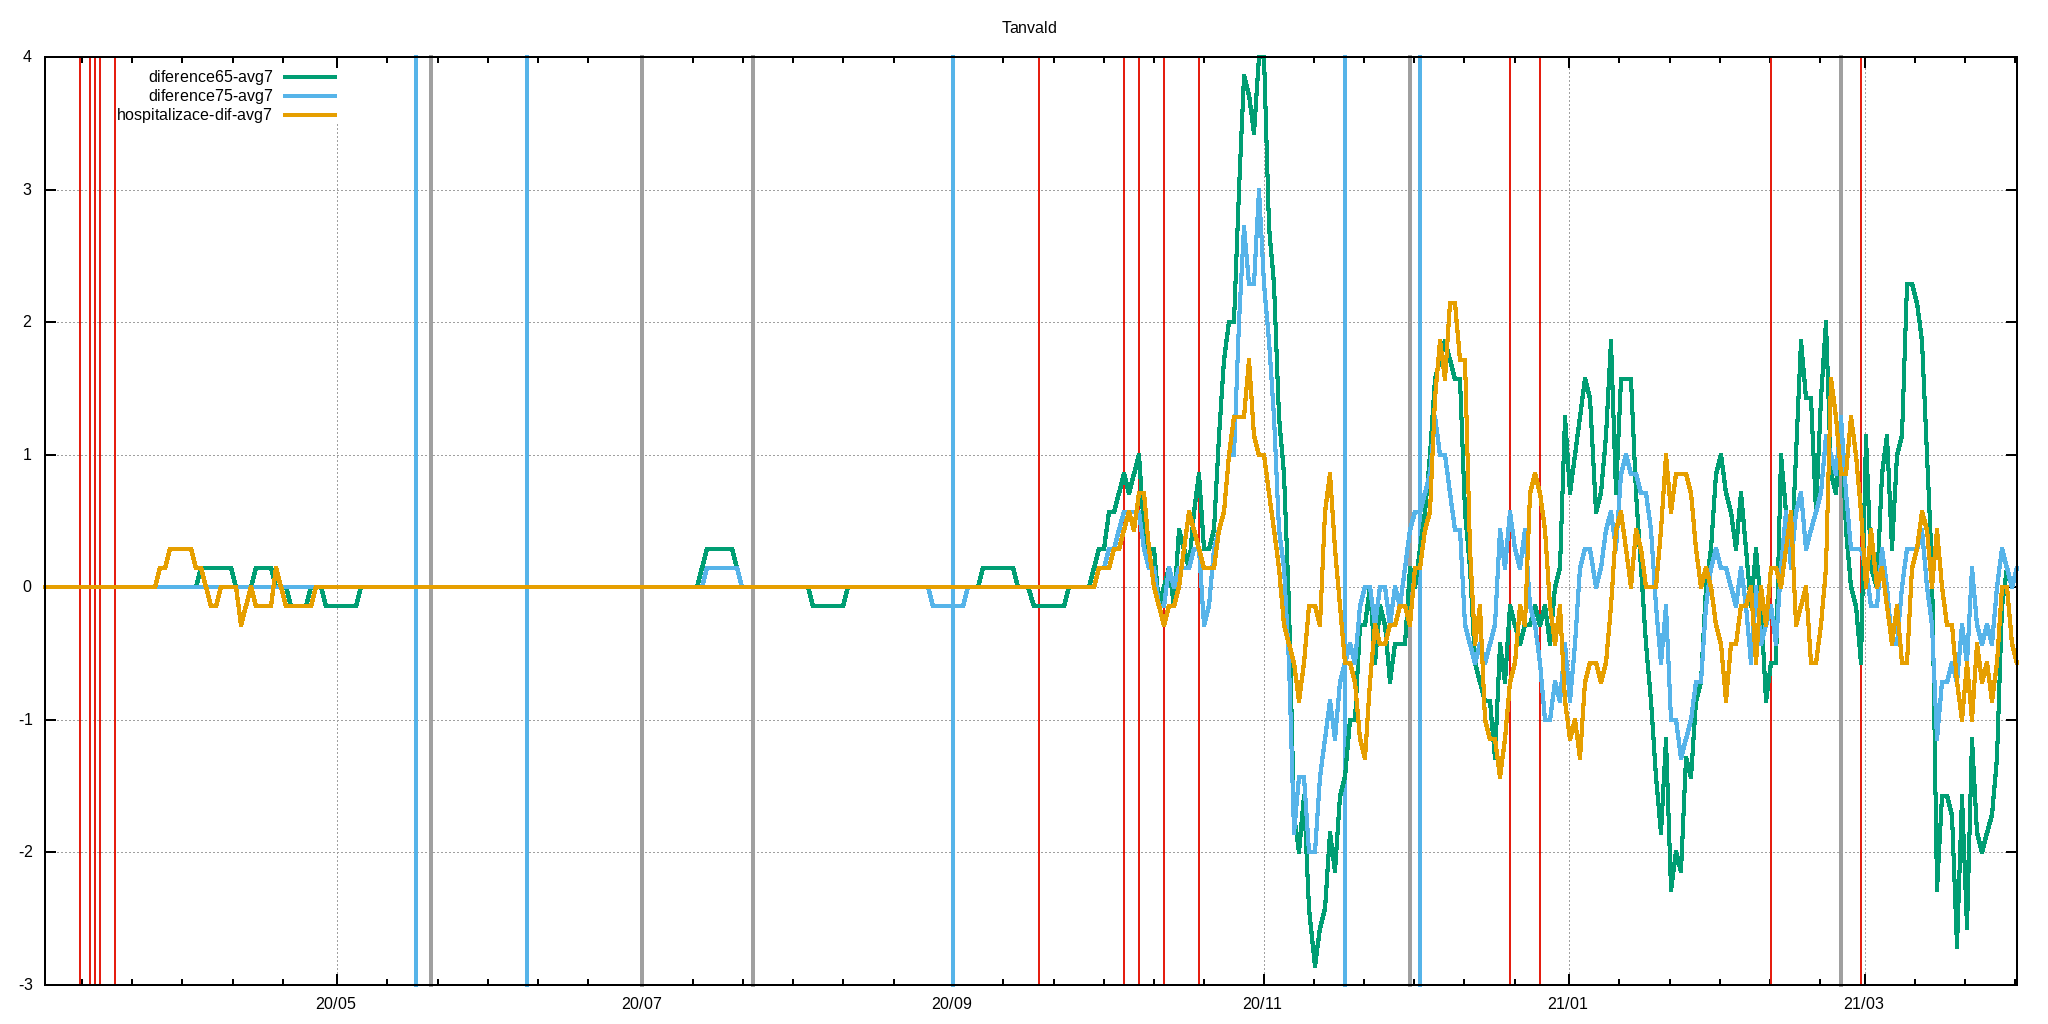 Tanvald
4
diference65-avg7
diference75-avg7
hospitalizace-dif-avg7
3
2
1
0
-1
-2
-3
20/05 20/07 20/09 20/11 21/01 21/03